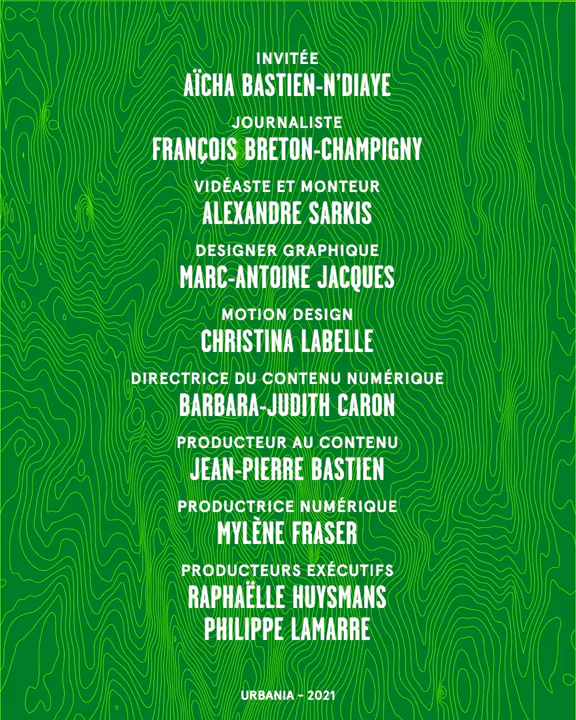 INVITÉE
AÏCHA BASTIEN-N'DIAYE
JOURNALISTE
FRANÇOIS BRETON-CHAMPIGNY
VIDÉASTE ET MONTEUR
ALEXANDRE SARKIS
DESIGNER GRAPHIQUE
MARC-ANTOINE JACQUES
MOTION DESIGN
CHRISTINA LABELLE
DIRECTRICE DU CONTENU NUMÉRIQUE
BARBARA-JUDITH CARON
PRODUCTEUR AU CONTENU
JEAN-PIERRE BASTIEN
PRODUCTRICE NUMÉRIQUE
MYLÈNE FRASER
PRODUCTEURS EXÉCUTIFS
RAPHAËLLE HUYSMANS
PHILIPPE LAMARRE
URBANIA - 2021